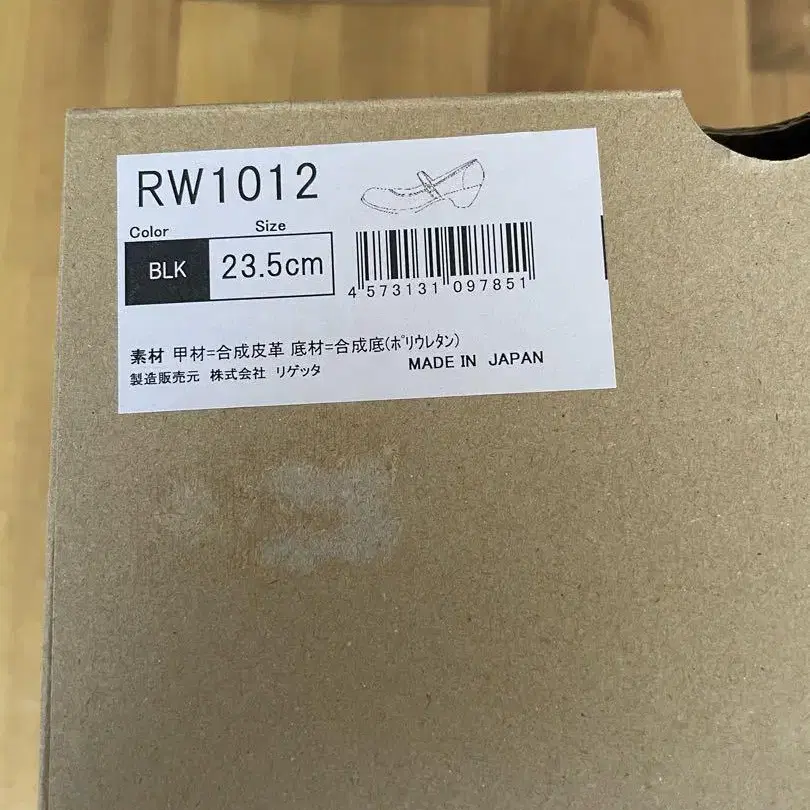 RW1012
Color Size
BLK 23.5cm
4 573131 097851
素材 甲材=合成皮革 底材=合成底(ﾎﾟﾘｳﾚﾀﾝ)
製造販売元 株式会社 リゲッタ
MADE IN JAPAN